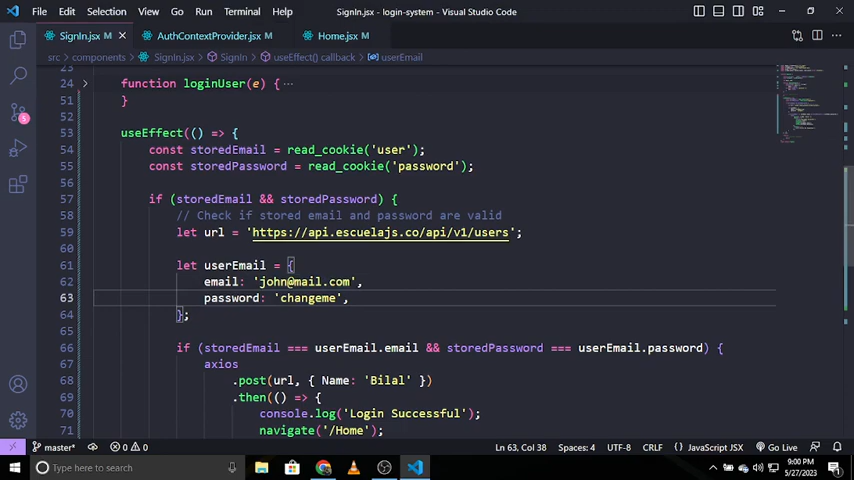 File Edit Selection View Go Run Terminal Help SignIn.jsx - login-system - Visual Studio Code
SignIn.jsx M AuthContextProvider.jsx M Home.jsx M
src > components > SignIn.jsx > SignIn > useEffect() callback > userEmail
23
24 function loginUser(e) { ···
51 }
52
53 useEffect(() => {
54 const storedEmail = read_cookie('user');
55 const storedPassword = read_cookie('password');
56
57 if (storedEmail && storedPassword) {
58 // Check if stored email and password are valid
59 let url = 'https://api.escuelajs.co/api/v1/users';
60
61 let userEmail = {
62 email: 'john@mail.com',
63 password: 'changeme',
64 };
65
66 if (storedEmail === userEmail.email && storedPassword === userEmail.password) {
67 axios
68 .post(url, { Name: 'Bilal' })
69 .then(() => {
70 console.log('Login Successful');
71 navigate('/Home');
5
master* 0 0 Ln 63, Col 38 Spaces: 4 UTF-8 CRLF { } JavaScript JSX Go Live
Type here to search
9:00 PM
5/27/2023